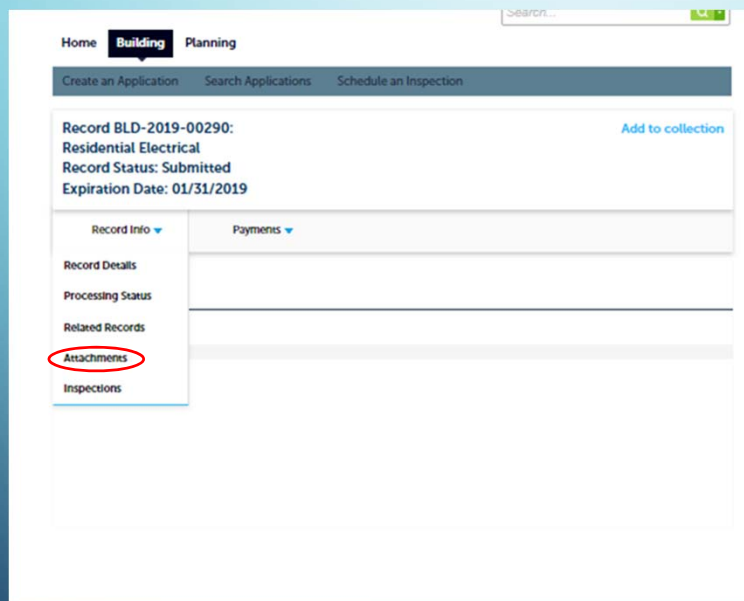 Search...
Home Building Planning
Create an Application Search Applications Schedule an Inspection
Record BLD-2019-00290: Add to collection
Residential Electrical
Record Status: Submitted
Expiration Date: 01/31/2019
Record Info Payments
Record Details
Processing Status
Related Records
Attachments
Inspections